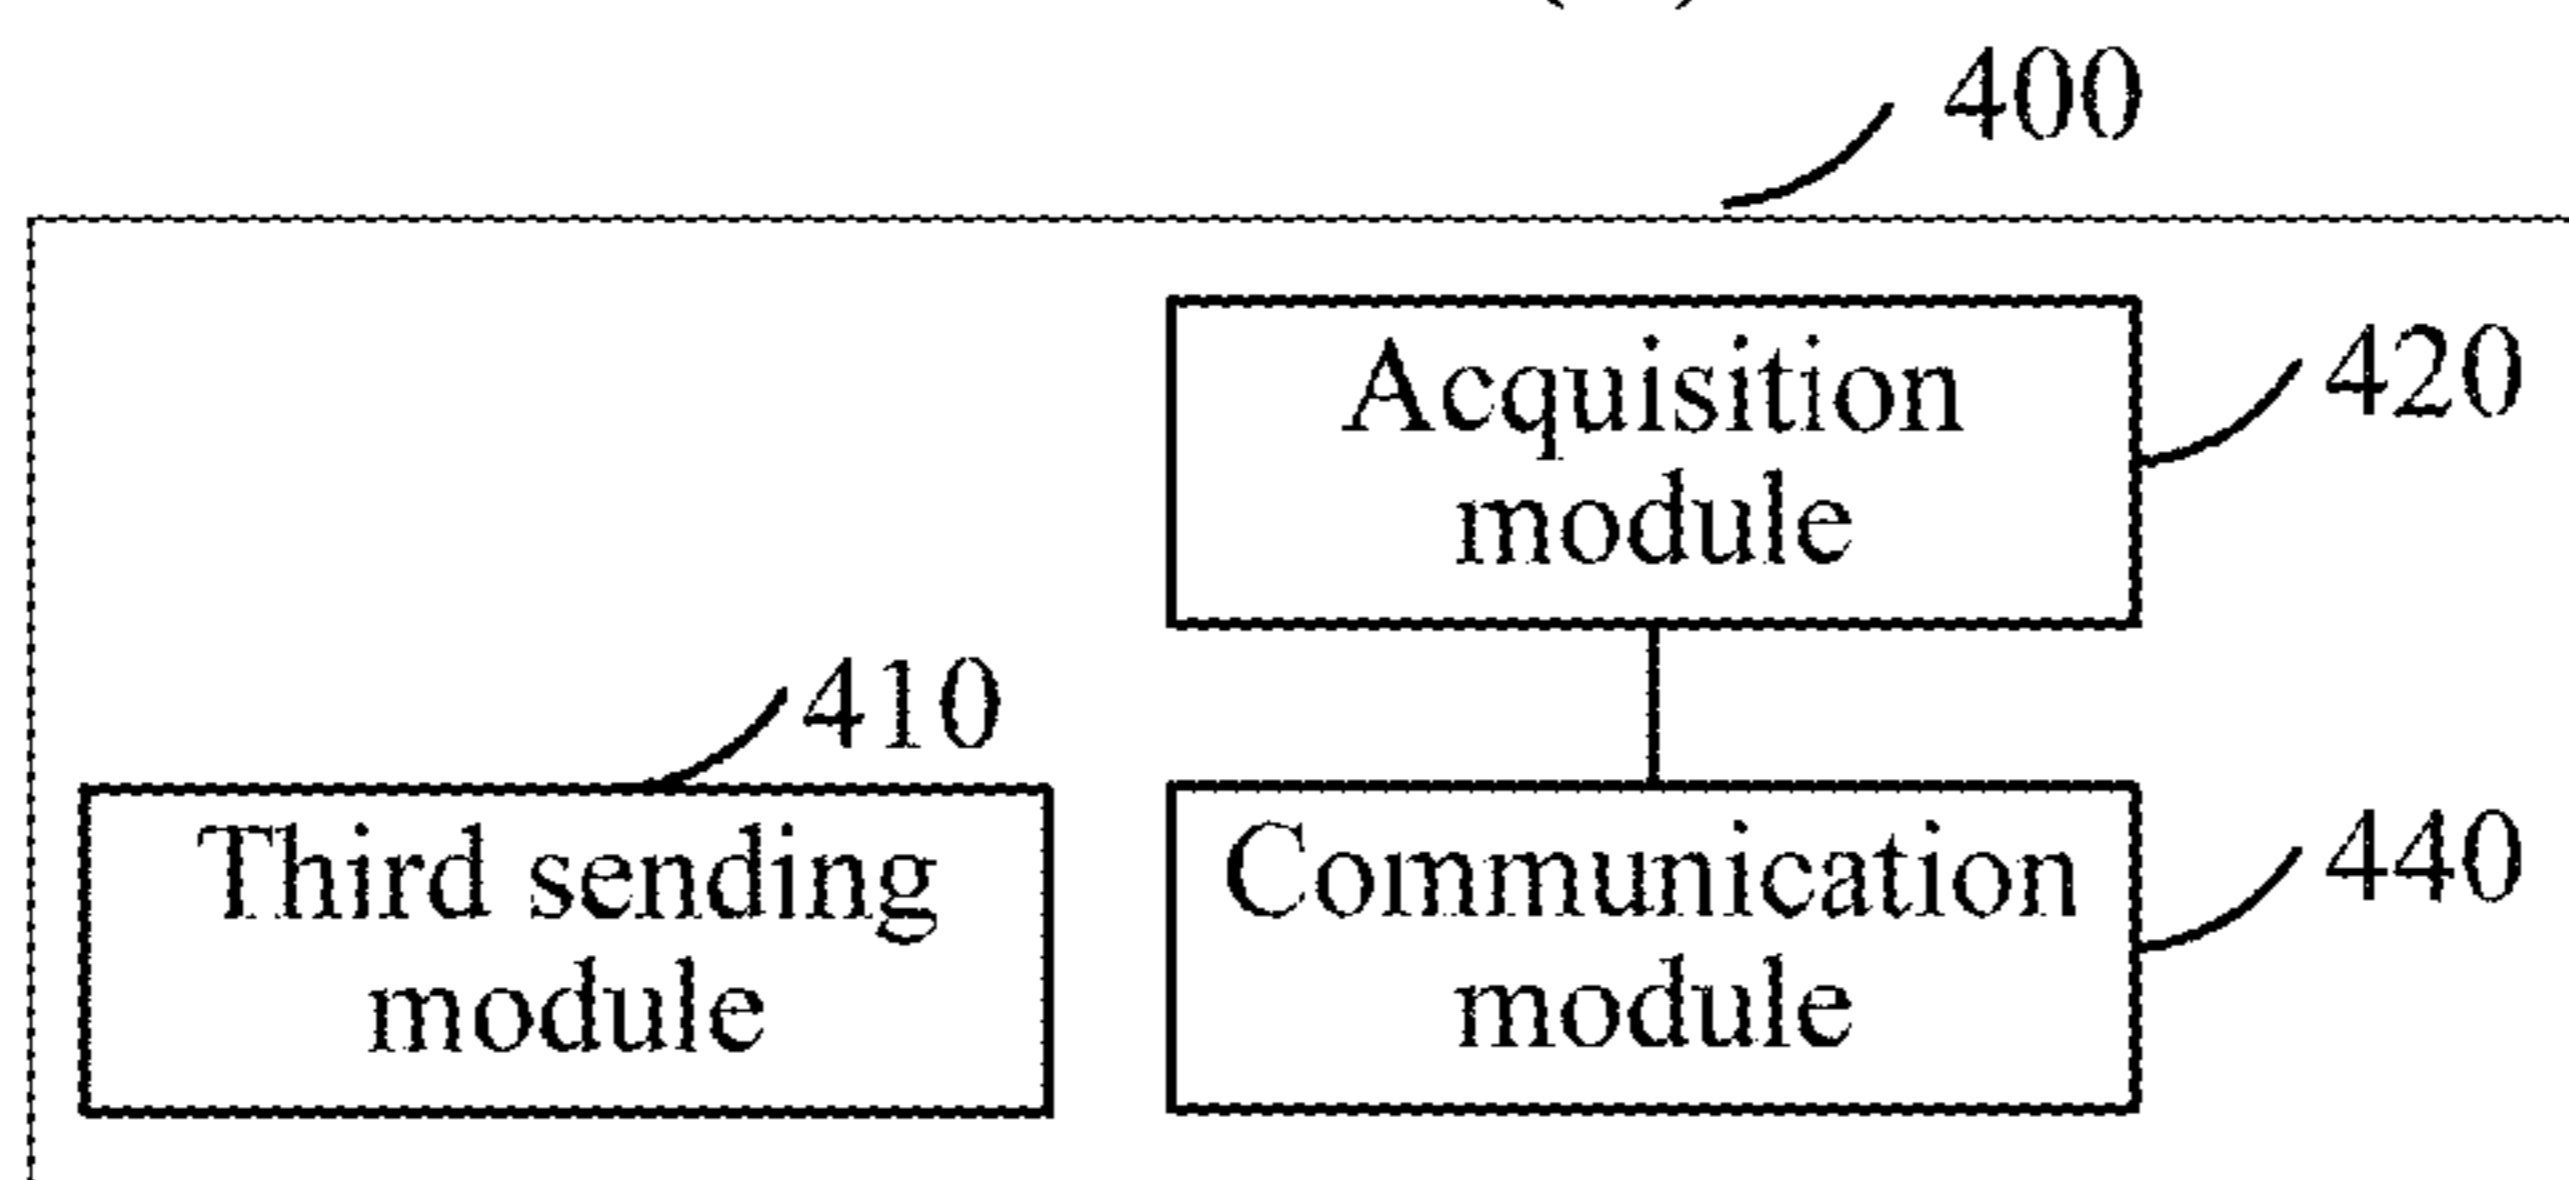 400
Acquisition
module
420
410
Third sending
module
Communication
module
440